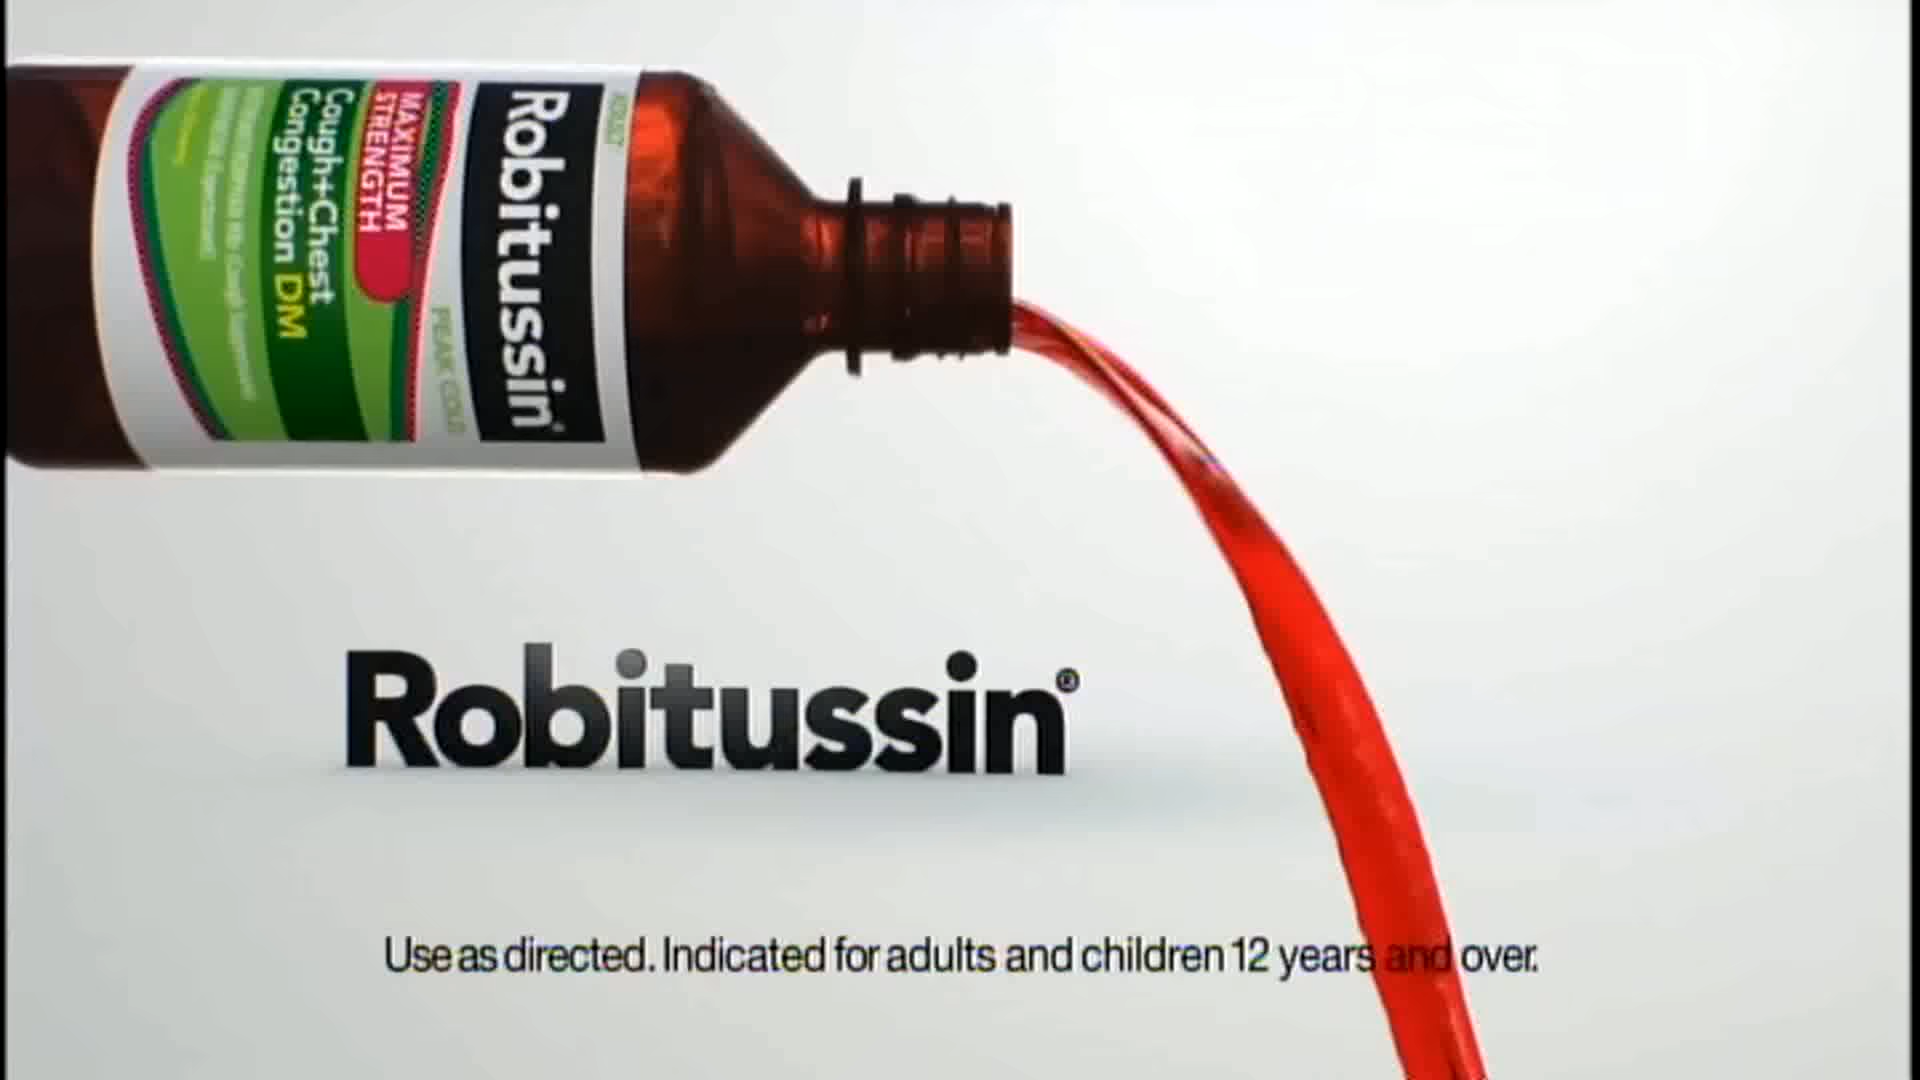 ADULT
Robitussin®
PEAK COLD
MAXIMUM
STRENGTH
Cough+Chest
Congestion DM
Robitussin®
Use as directed. Indicated for adults and children 12 years and over.